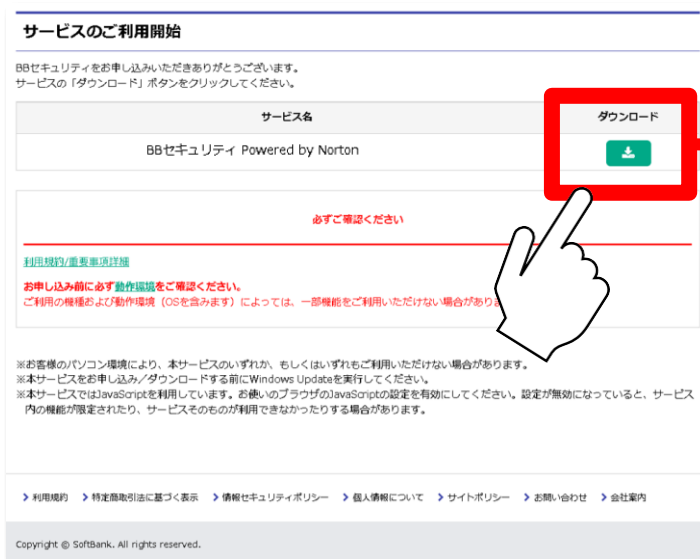 サービスのご利用開始
BBセキュリティをお申し込みいただきありがとうございます。
サービスの「ダウンロード」ボタンをクリックしてください。
サービス名 ダウンロード
BBセキュリティ Powered by Norton
必ずご確認ください
利用規約/重要事項詳細
お申し込み前に必ず動作環境をご確認ください。
ご利用の機種および動作環境（OSを含みます）によっては、一部機能をご利用いただけない場合があり
※お客様のパソコン環境により、本サービスのいずれか、もしくはいずれもご利用いただけない場合があります。
※本サービスをお申し込み／ダウンロードする前にWindows Updateを実行してください。
※本サービスではJavaScriptを利用しています。お使いのブラウザのJavaScriptの設定を有効にしてください。設定が無効になっていると、サービス
内の機能が限定されたり、サービスそのものが利用できなかったりする場合があります。
利用規約 特定商取引法に基づく表示 情報セキュリティポリシー 個人情報について サイトポリシー お問い合わせ 会社案内
Copyright © SoftBank. All rights reserved.